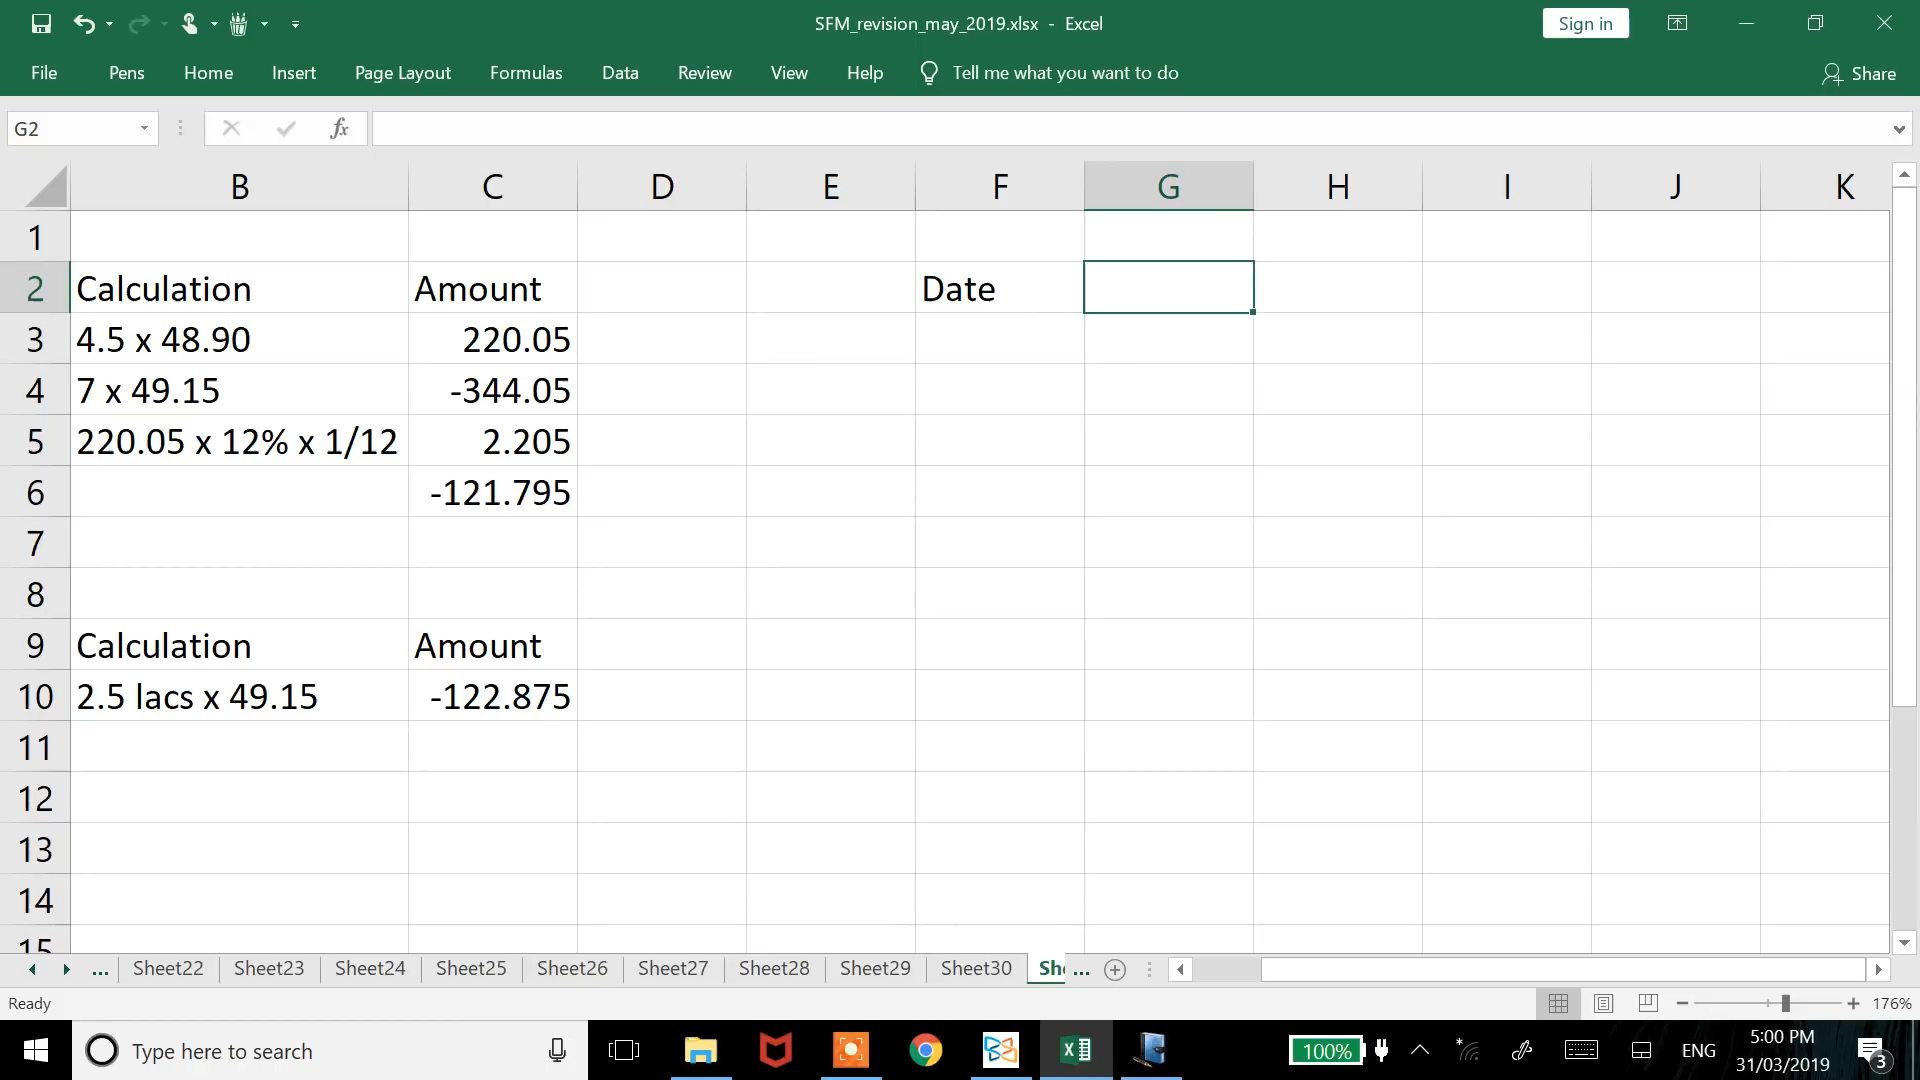 SFM_revision_may_2019.xlsx - Excel
Sign in
File Pens Home Insert Page Layout Formulas Data Review View Help Tell me what you want to do Share
G2 fx
B C D E F G H I J K
1
2 Calculation Amount Date
3 4.5 x 48.90 220.05
4 7 x 49.15 -344.05
5 220.05 x 12% x 1/12 2.205
6 -121.795
7
8
9 Calculation Amount
10 2.5 lacs x 49.15 -122.875
11
12
13
14
15
... Sheet22 Sheet23 Sheet24 Sheet25 Sheet26 Sheet27 Sheet28 Sheet29 Sheet30 She ...
Ready 176%
Type here to search 100% ENG 5:00 PM
31/03/2019 3